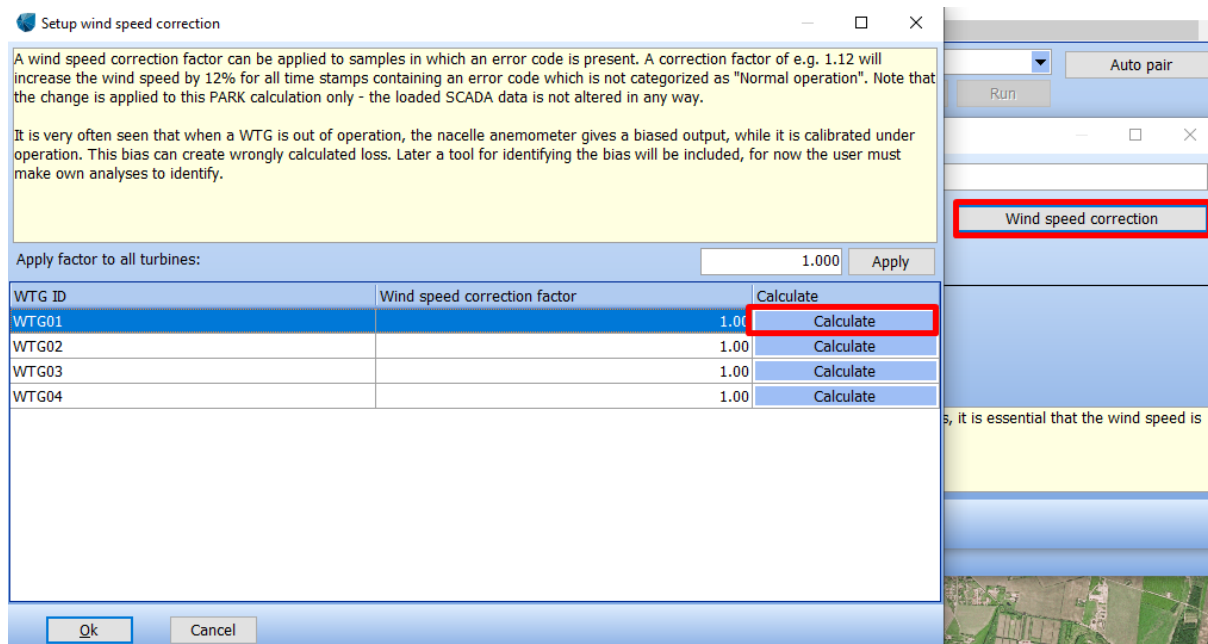 Setup wind speed correction
A wind speed correction factor can be applied to samples in which an error code is present. A correction factor of e.g. 1.12 will
increase the wind speed by 12% for all time stamps containing an error code which is not categorized as "Normal operation". Note that
the change is applied to this PARK calculation only - the loaded SCADA data is not altered in any way.
It is very often seen that when a WTG is out of operation, the nacelle anemometer gives a biased output, while it is calibrated under
operation. This bias can create wrongly calculated loss. Later a tool for identifying the bias will be included, for now the user must
make own analyses to identify.
Apply factor to all turbines: 1.000 Apply
WTG ID Wind speed correction factor Calculate
WTG01 1.00 Calculate
WTG02 1.00 Calculate
WTG03 1.00 Calculate
WTG04 1.00 Calculate
Ok Cancel
Auto pair
Run
Wind speed correction
s, it is essential that the wind speed is